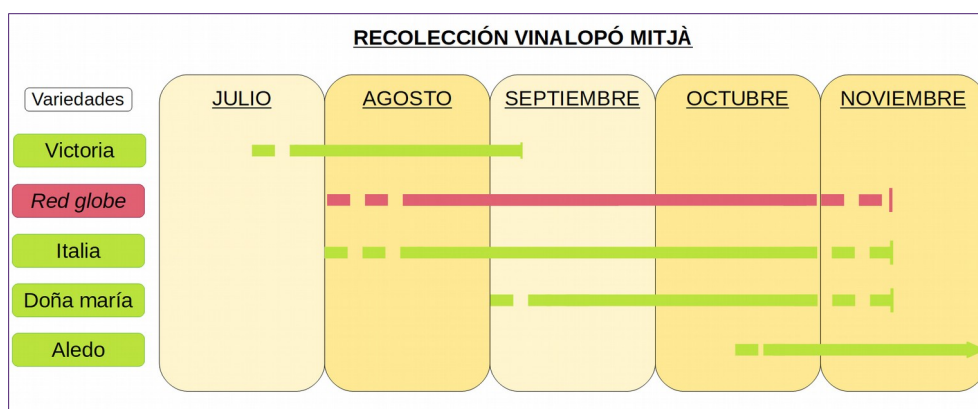 RECOLECCIÓN VINALOPÓ MITJÀ
Variedades
JULIO
AGOSTO
SEPTIEMBRE
OCTUBRE
NOVIEMBRE
Victoria
Red globe
Italia
Doña maría
Aledo